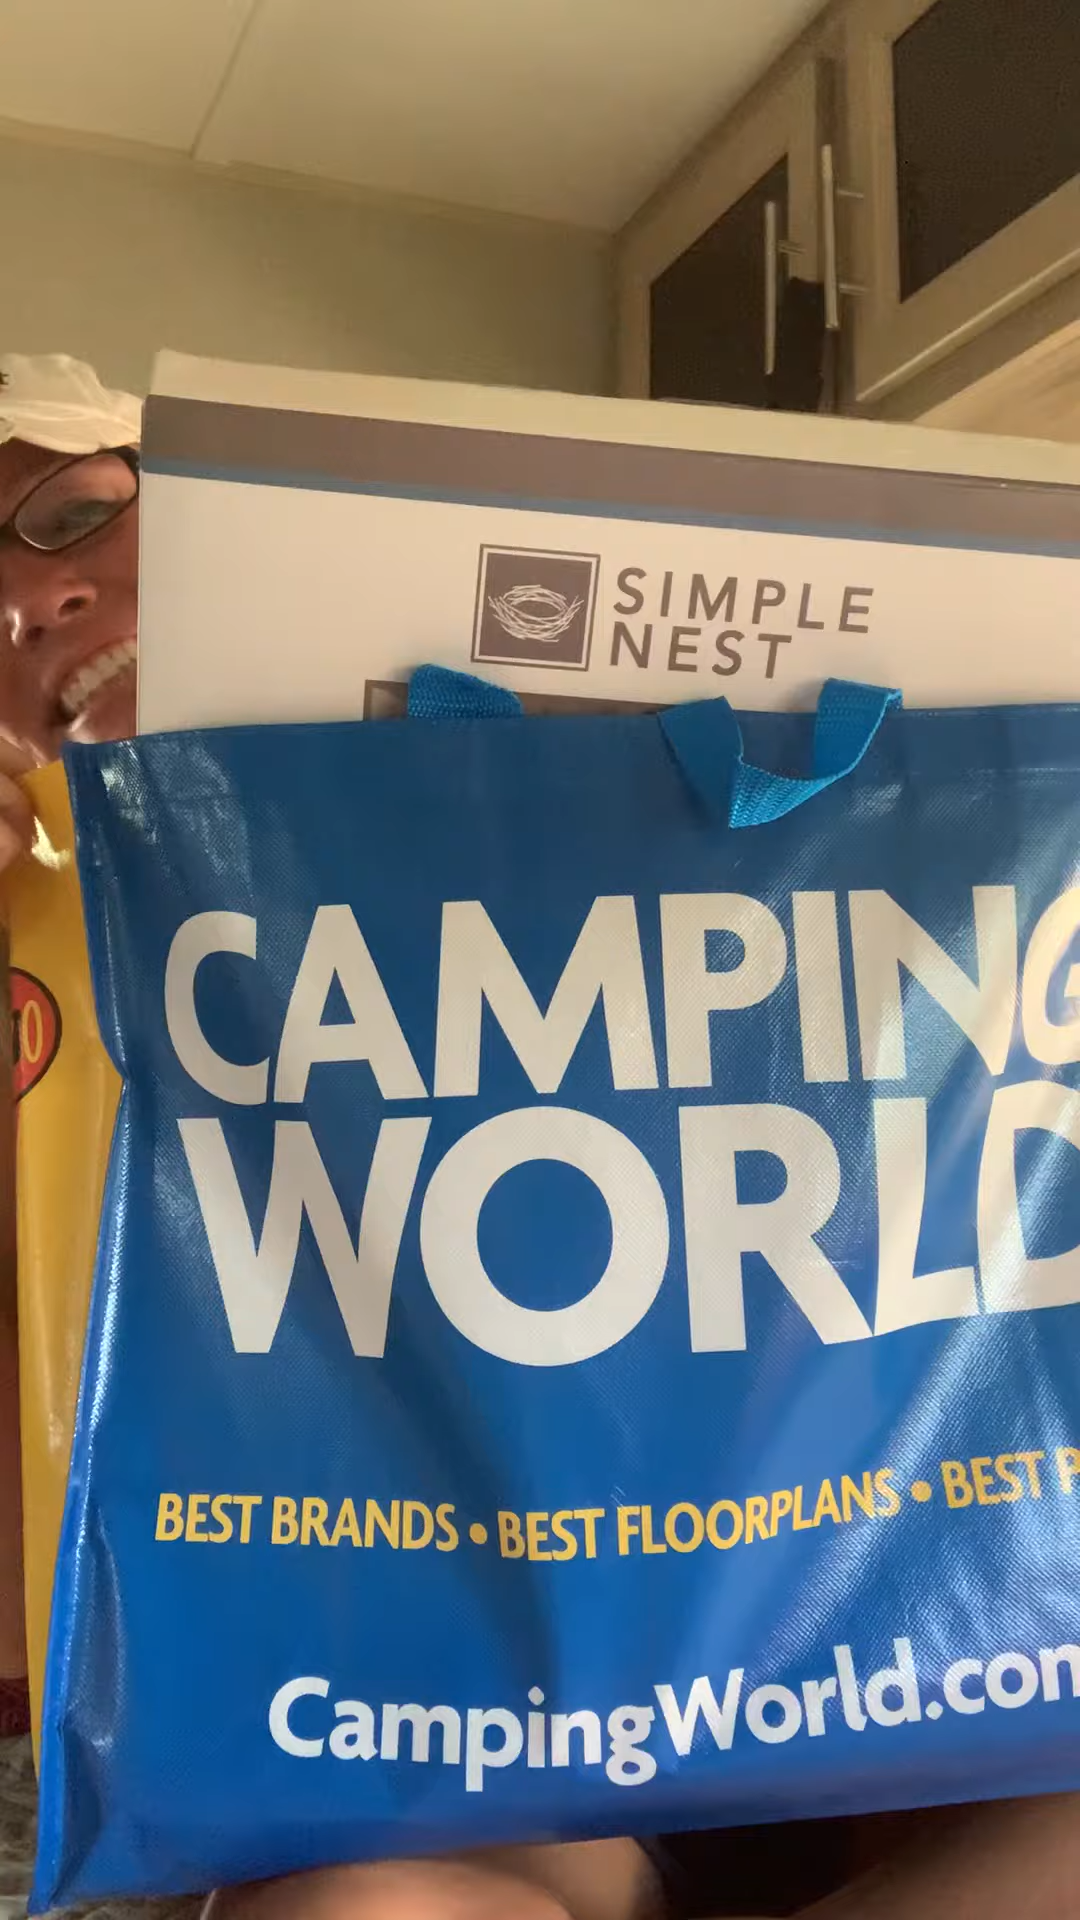 SIMPLE
NEST
CAMPING
WORLD
BEST BRANDS • BEST FLOORPLANS • BEST
CampingWorld.com